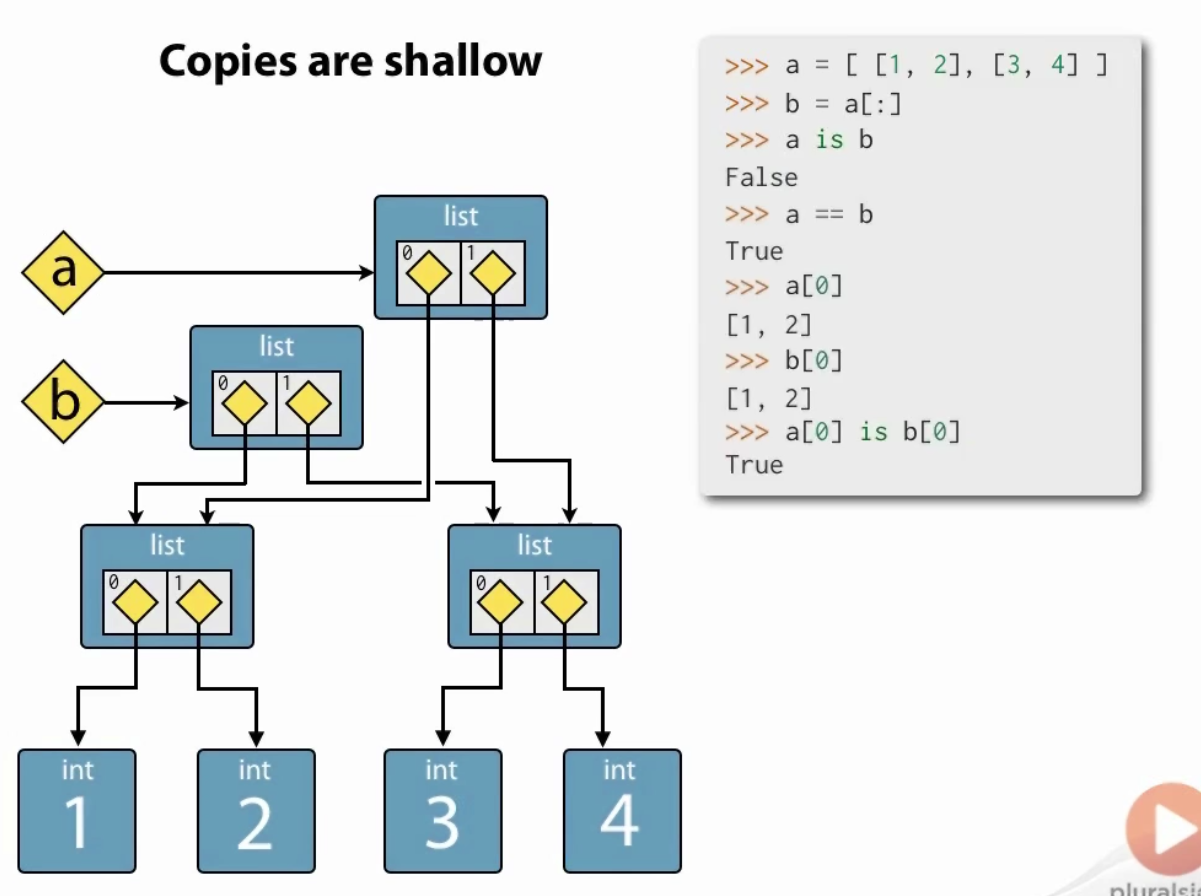 Copies are shallow
>>> a = [ [1, 2], [3, 4] ]
>>> b = a[:]
>>> a is b
False
>>> a == b
True
>>> a[0]
[1, 2]
>>> b[0]
[1, 2]
>>> a[0] is b[0]
True
list
0 1
a
list
0 1
b
list list
0 1 0 1
int int int int
1 2 3 4